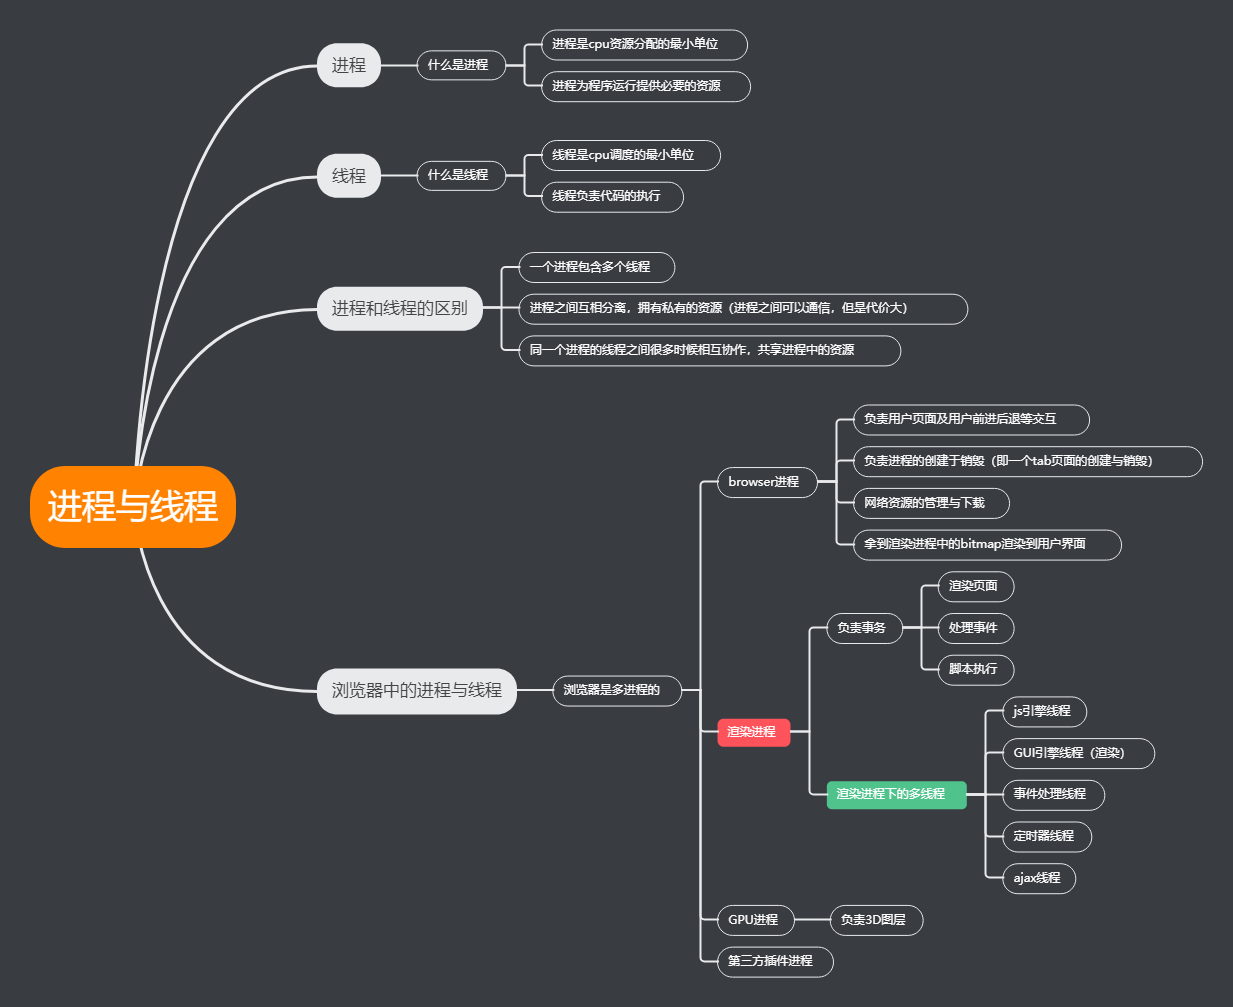 进程与线程
进程
什么是进程
进程是cpu资源分配的最小单位
进程为程序运行提供必要的资源
线程
什么是线程
线程是cpu调度的最小单位
线程负责代码的执行
进程和线程的区别
一个进程包含多个线程
进程之间互相分离，拥有私有的资源（进程之间可以通信，但是代价大）
同一个进程的线程之间很多时候相互协作，共享进程中的资源
浏览器中的进程与线程
浏览器是多进程的
browser进程
负责用户页面及用户前进后退等交互
负责进程的创建于销毁（即一个tab页面的创建与销毁）
网络资源的管理与下载
拿到渲染进程中的bitmap渲染到用户界面
渲染进程
负责事务
渲染页面
处理事件
脚本执行
渲染进程下的多线程
js引擎线程
GUI引擎线程（渲染）
事件处理线程
定时器线程
ajax线程
GPU进程
负责3D图层
第三方插件进程